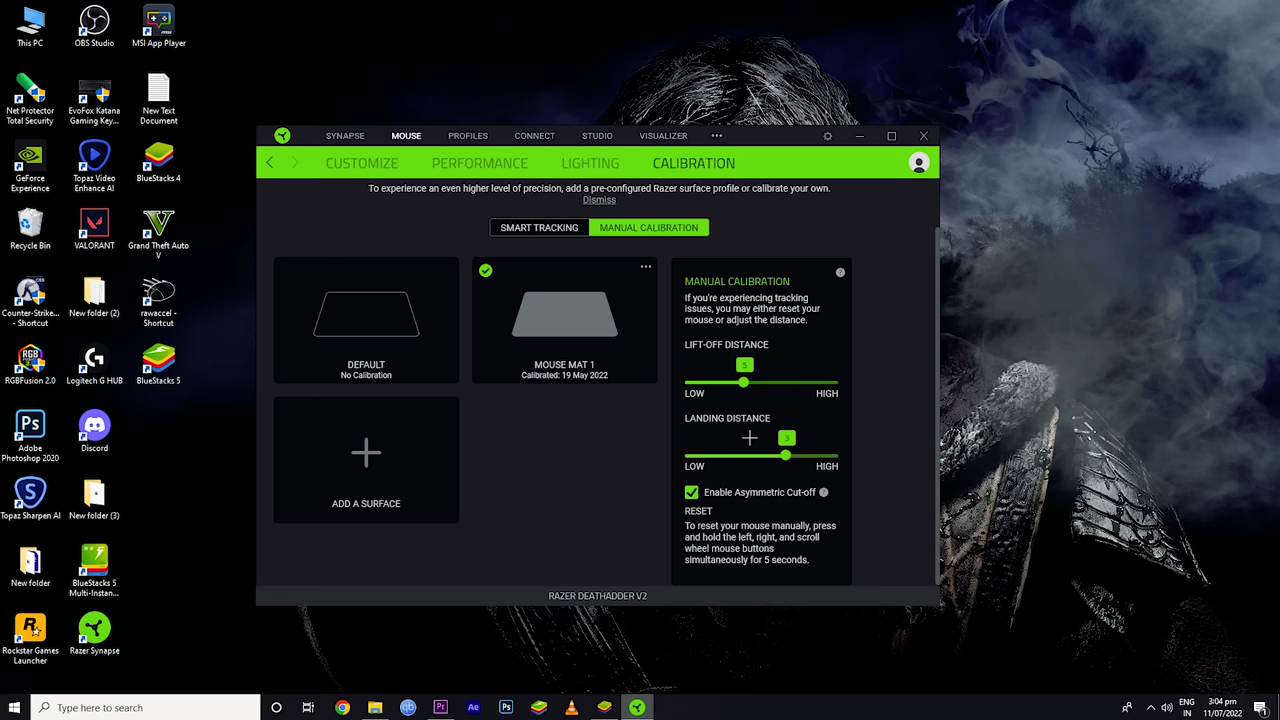 This PC
OBS Studio
MSI App Player
Net Protector
Total Security
EvoFox Katana
Gaming Key...
New Text
Document
GeForce
Experience
Topaz Video
Enhance AI
BlueStacks 4
Recycle Bin
VALORANT
Grand Theft Auto
V
Counter-Strike...
- Shortcut
New folder (2)
rawaccel -
Shortcut
RGBFusion 2.0
Logitech G HUB
BlueStacks 5
Adobe
Photoshop 2020
Discord
Topaz Sharpen AI
New folder (3)
New folder
BlueStacks 5
Multi-Instan...
Rockstar Games
Launcher
Razer Synapse
SYNAPSE
MOUSE
PROFILES
CONNECT
STUDIO
VISUALIZER
CUSTOMIZE
PERFORMANCE
LIGHTING
CALIBRATION
To experience an even higher level of precision, add a pre-configured Razer surface profile or calibrate your own.
Dismiss
SMART TRACKING
MANUAL CALIBRATION
DEFAULT
No Calibration
MOUSE MAT 1
Calibrated: 19 May 2022
ADD A SURFACE
MANUAL CALIBRATION
If you're experiencing tracking
issues, you may either reset your
mouse or adjust the distance.
LIFT-OFF DISTANCE
5
LOW
HIGH
LANDING DISTANCE
3
LOW
HIGH
Enable Asymmetric Cut-off
RESET
To reset your mouse manually, press
and hold the left, right, and scroll
wheel mouse buttons
simultaneously for 5 seconds.
RAZER DEATHADDER V2
Type here to search
ENG
IN
3:04 pm
11/07/2022